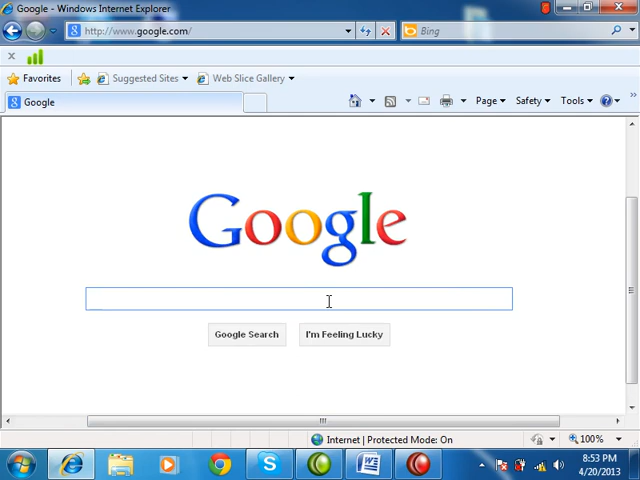 Google - Windows Internet Explorer
http://www.google.com/
Bing
Favorites
Suggested Sites
Web Slice Gallery
Google
Page
Safety
Tools
Google
Google Search
I'm Feeling Lucky
Internet | Protected Mode: On
100%
8:53 PM
4/20/2013